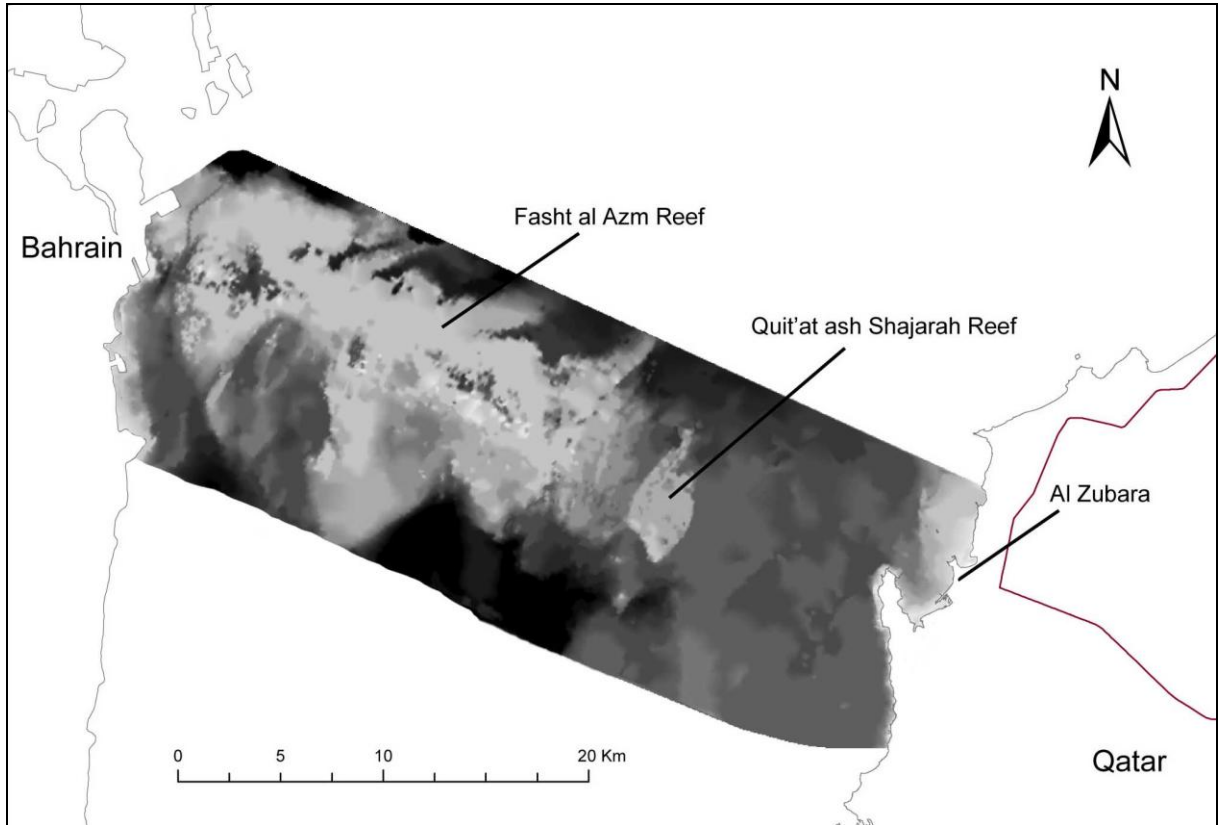 N
Fasht al Azm Reef
Bahrain
Quit'at ash Shajarah Reef
Al Zubara
0 5 10 20 Km
Qatar